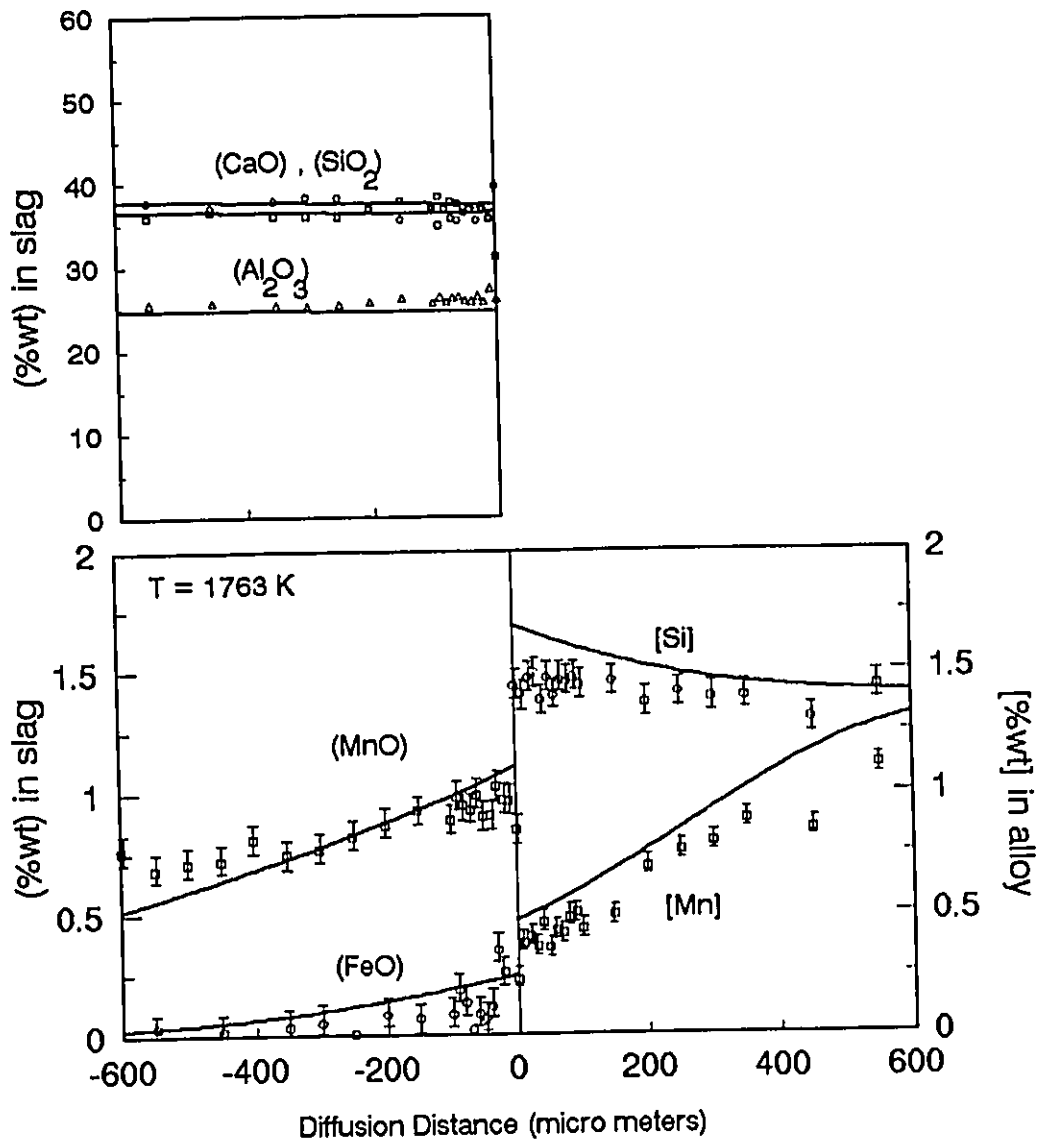 60
50
40
30
20
10
0
(%wt) in slag
(CaO) , (SiO2)
(Al2O3)
2
1.5
1
0.5
0
(%wt) in slag
T = 1763 K
(MnO)
(FeO)
[Si]
[Mn]
2
1.5
1
0.5
0
[%wt] in alloy
-600 -400 -200 0 200 400 600
Diffusion Distance (micro meters)